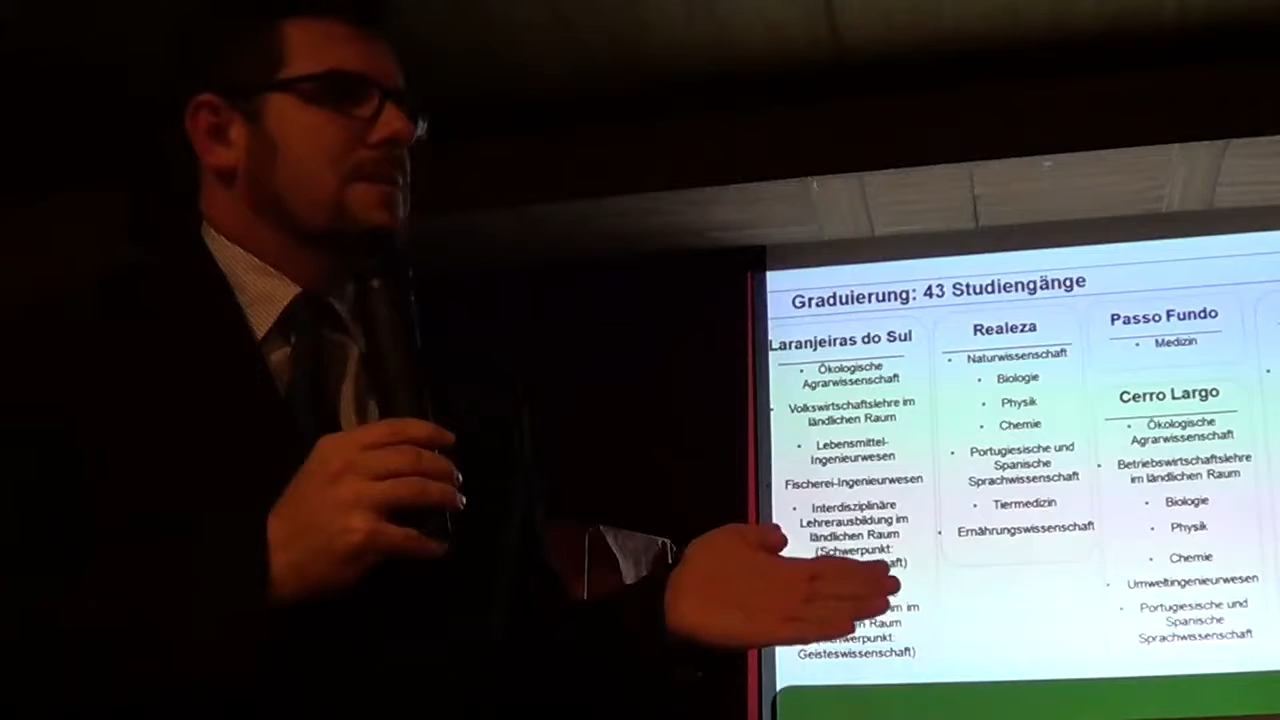 Graduierung: 43 Studiengänge
Laranjeiras do Sul
Ökologische
Agrarwissenschaft
Volkswirtschaftslehre im
ländlichen Raum
Lebensmittel-
Ingenieurwesen
Fischerei-Ingenieurwesen
Interdisziplinäre
Lehrerausbildung im
ländlichen Raum
(Schwerpunkt:
im
Raum
Geisteswissenschaft)
Realeza
Naturwissenschaft
Biologie
Physik
Chemie
Portugiesische und
Spanische
Sprachwissenschaft
Tiermedizin
Ernährungswissenschaft
Passo Fundo
Medizin
Cerro Largo
Ökologische
Agrarwissenschaft
Betriebswirtschaftslehre
im ländlichen Raum
Biologie
Physik
Chemie
Umweltingenieurwesen
Portugiesische und
Spanische
Sprachwissenschaft